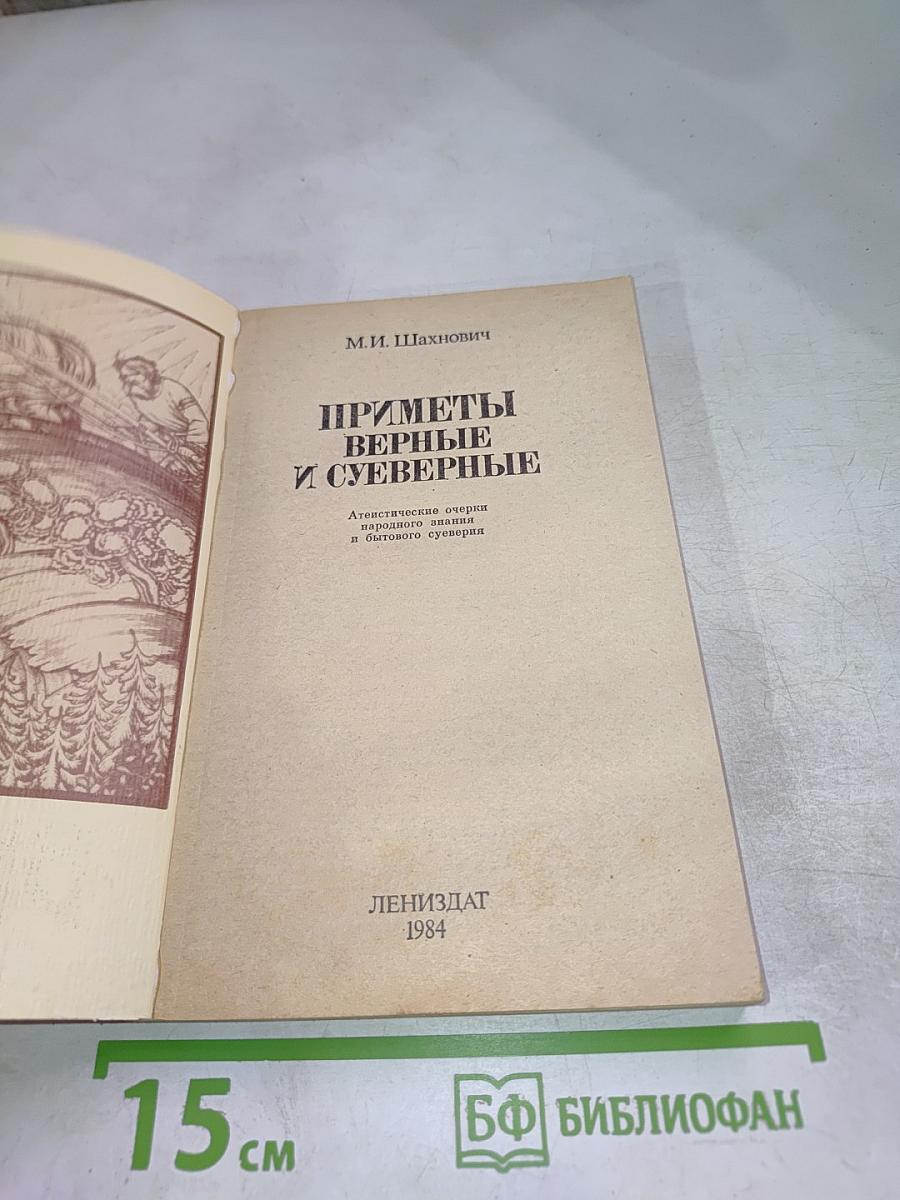 М.И. Шахнович
ПРИМЕТЫ
ВЕРНЫЕ
И СУЕВЕРНЫЕ
Атеистические очерки
народного знания
и бытового суеверия
ЛЕНИЗДАТ
1984
15 см
БФ БИБЛИОФАН